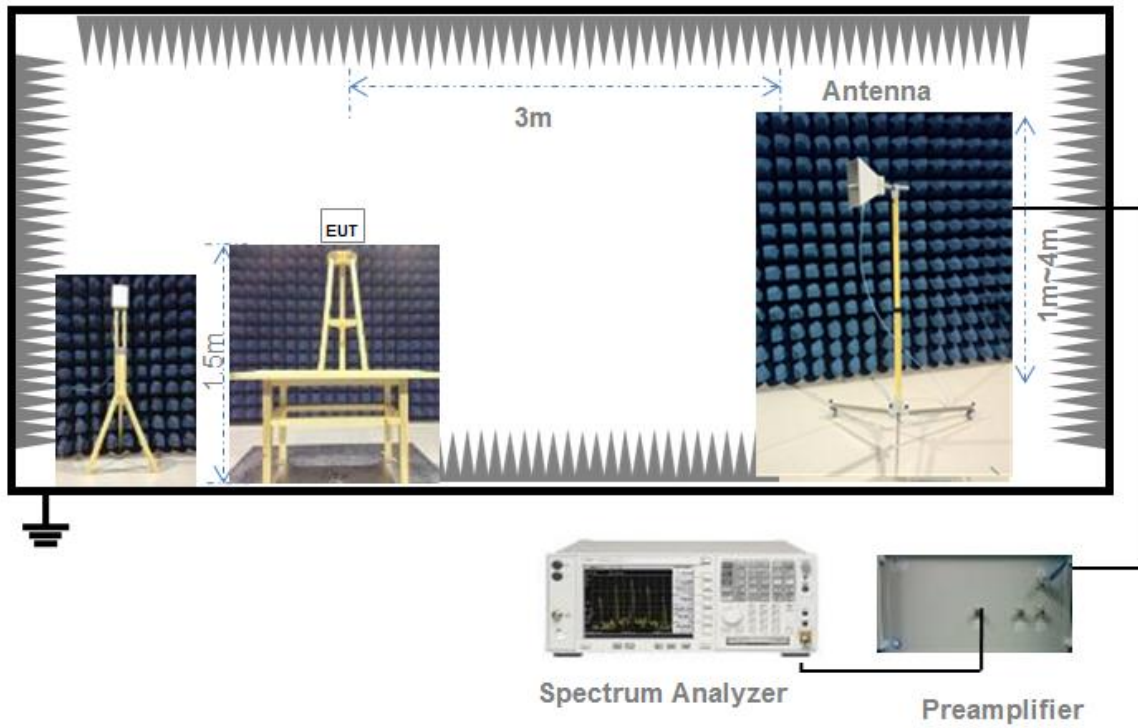 3m
Antenna
EUT
1.5m
1m~4m
Spectrum Analyzer
Preamplifier